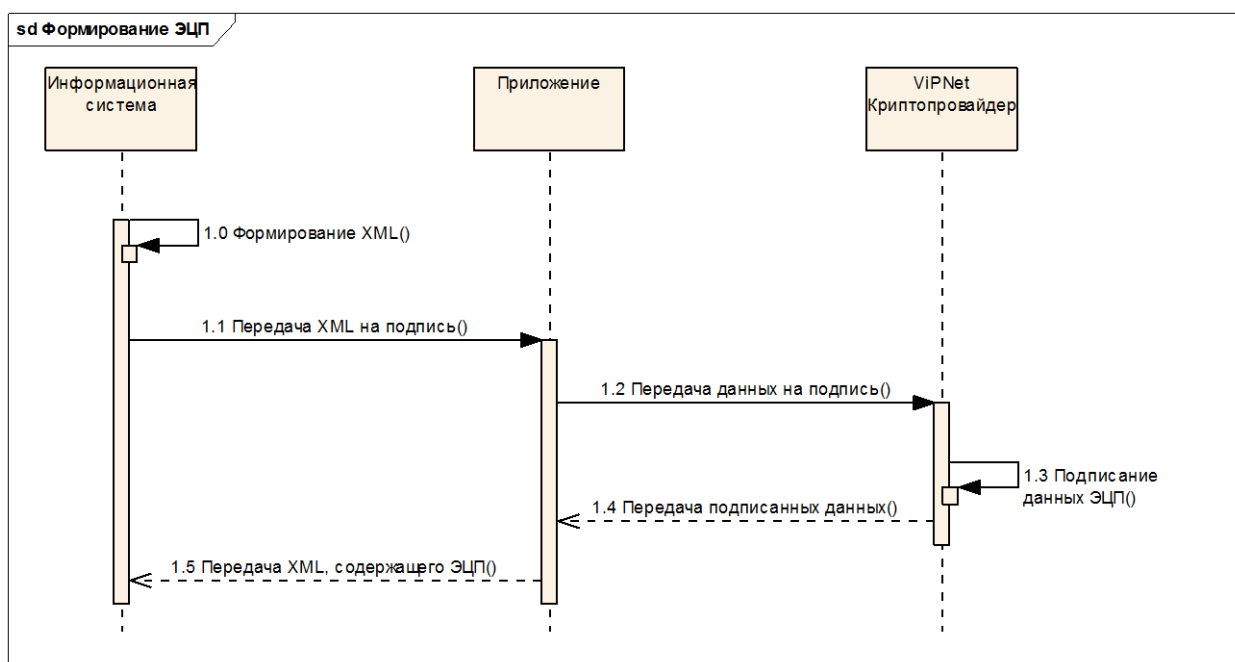 sd Формирование ЭЦП
Информационная
система
Приложение
ViPNet
Криптопровайдер
1.0 Формирование XML()
1.1 Передача XML на подпись()
1.2 Передача данных на подпись()
1.3 Подписание
данных ЭЦП()
1.4 Передача подписанных данных()
1.5 Передача XML, содержащего ЭЦП()